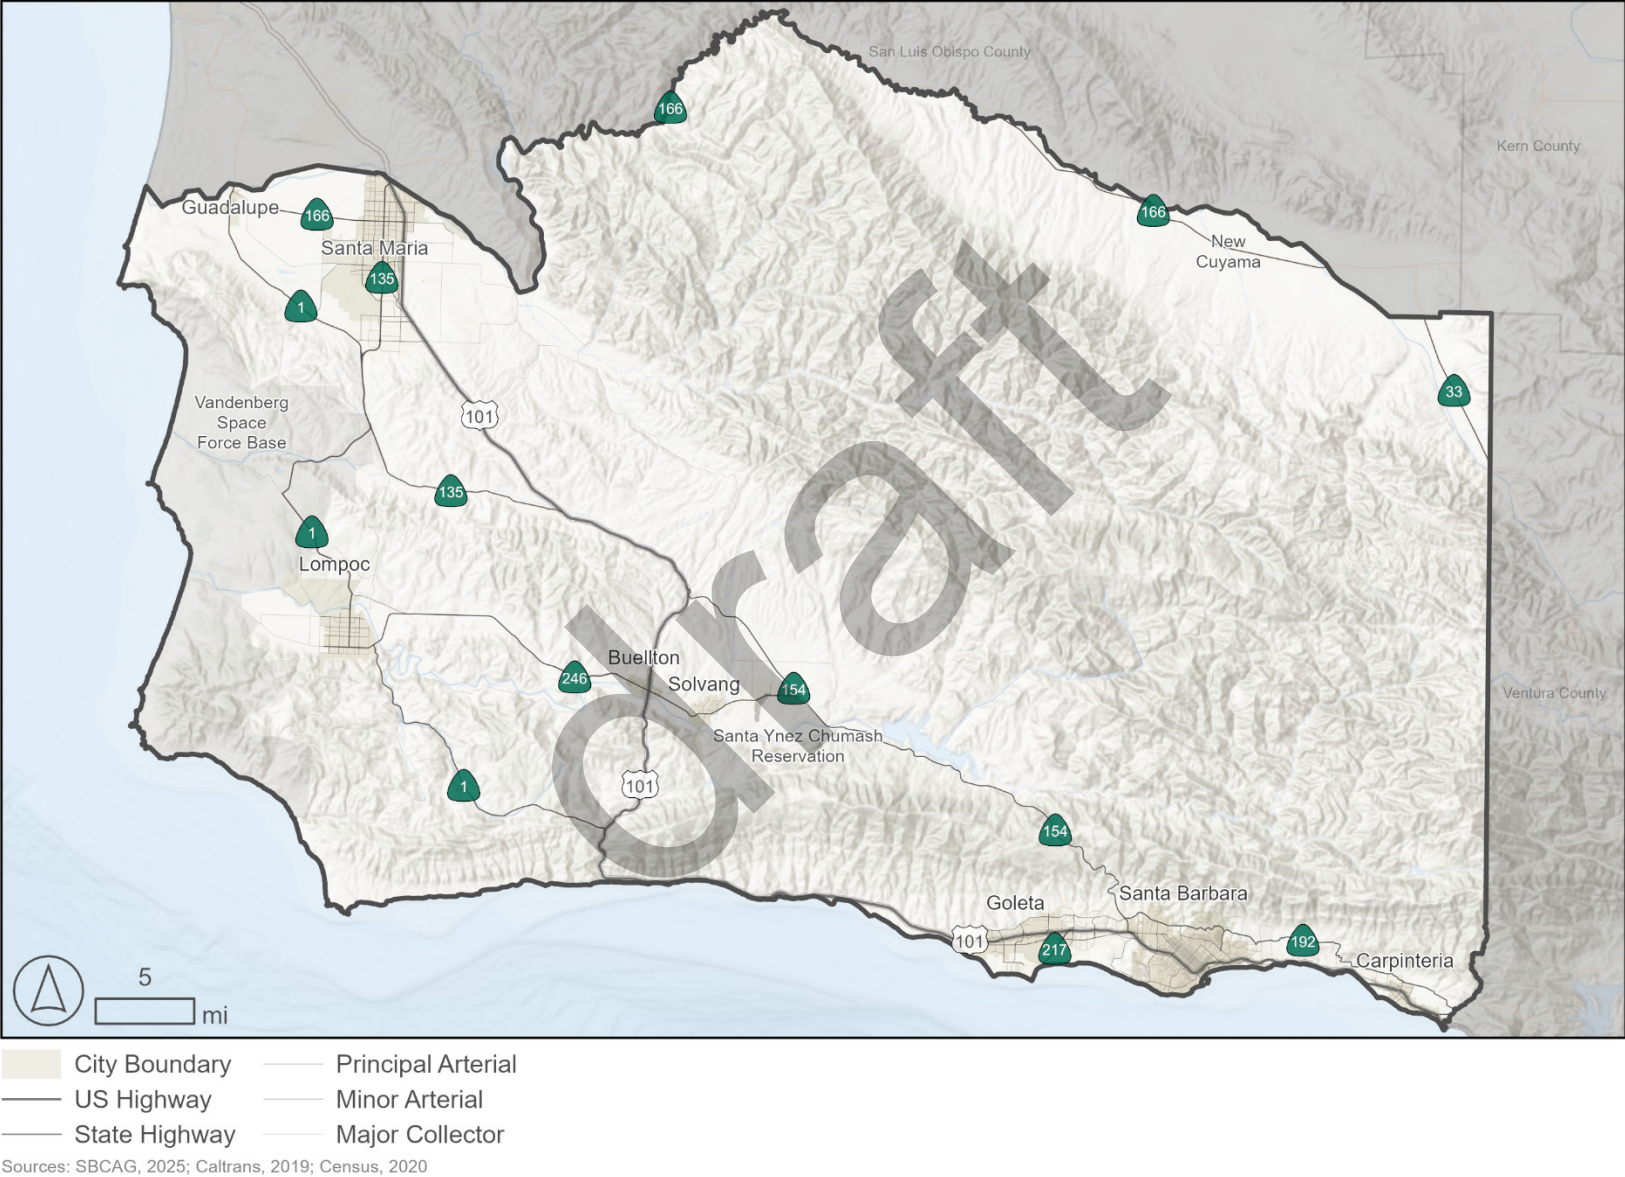 San Luis Obispo County
166
Kern County
Guadalupe
166
166
Santa Maria
New
Cuyama
135
1
33
Vandenberg
Space
Force Base
101
135
1
Lompoc
draft
Buellton
246
Solvang
154
Ventura County
Santa Ynez Chumash
Reservation
1
101
154
Goleta
Santa Barbara
101
217
192
Carpinteria
5
mi
City Boundary
Principal Arterial
US Highway
Minor Arterial
State Highway
Major Collector
Sources: SBCAG, 2025; Caltrans, 2019; Census, 2020